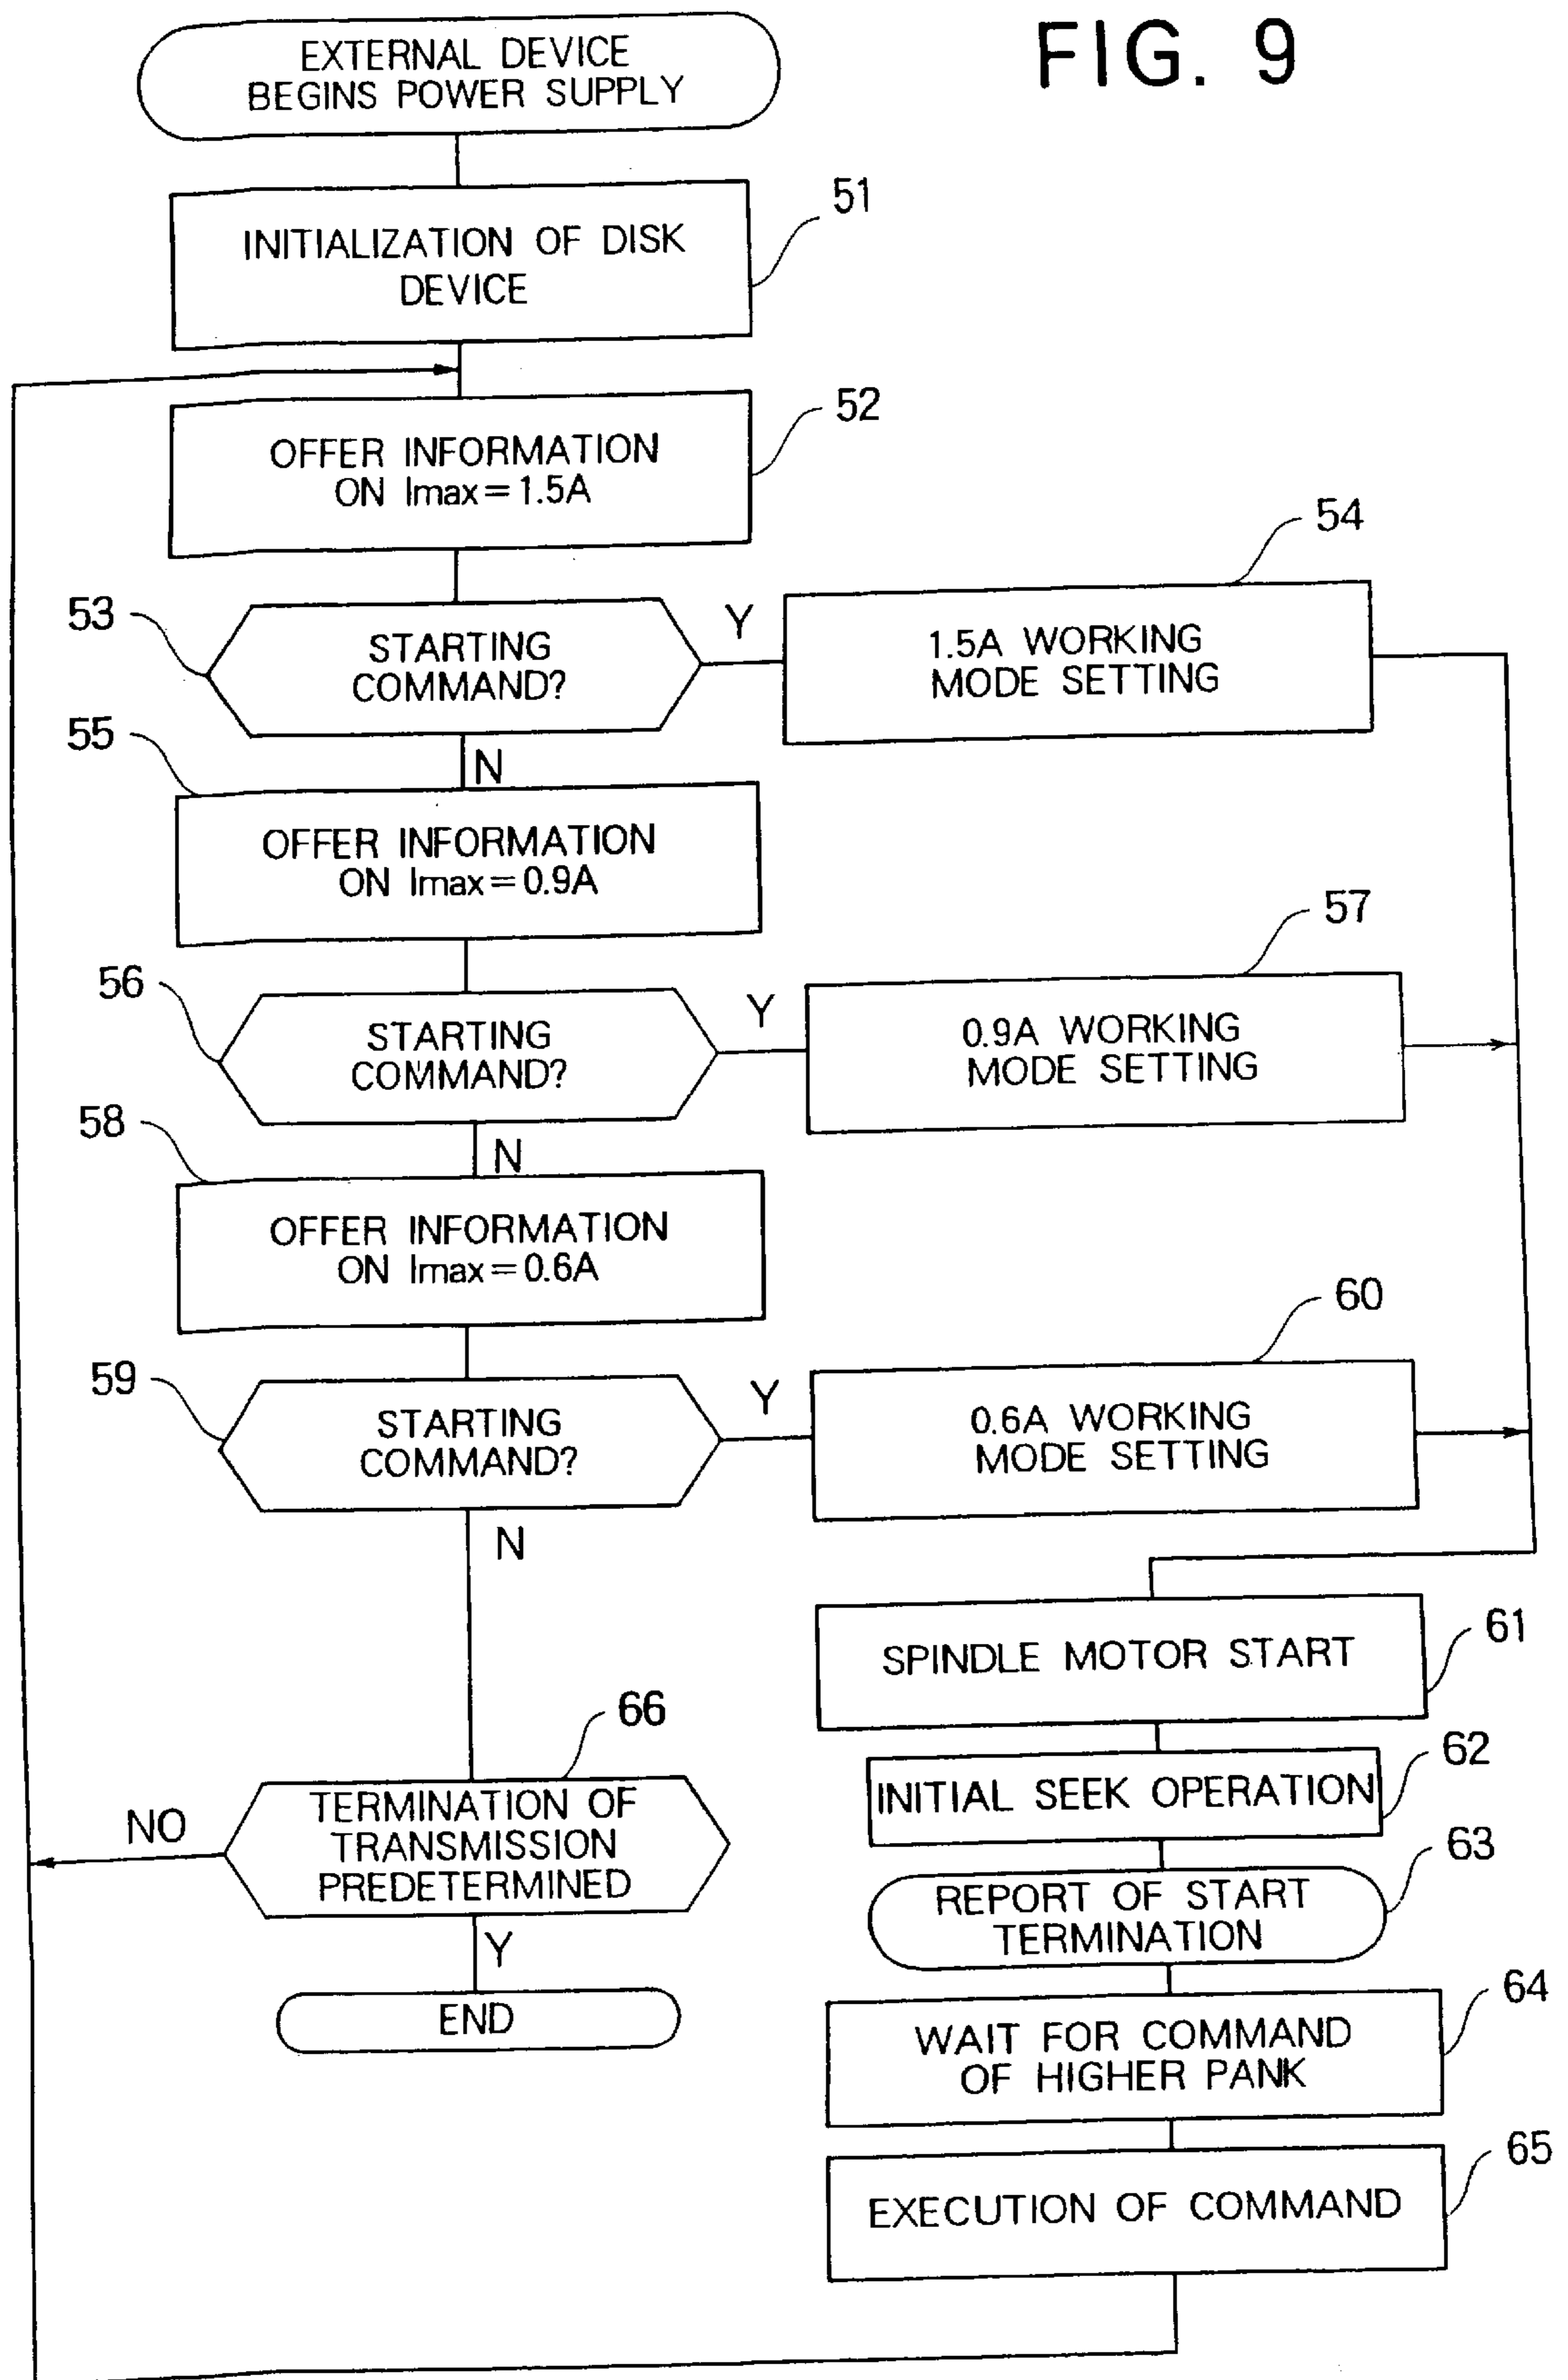 FIG. 9
EXTERNAL DEVICE
BEGINS POWER SUPPLY
51
INITIALIZATION OF DISK
DEVICE
52
OFFER INFORMATION
ON Imax=1.5A
53
STARTING
COMMAND?
Y
54
1.5A WORKING
MODE SETTING
N
55
OFFER INFORMATION
ON Imax=0.9A
56
STARTING
COMMAND?
Y
57
0.9A WORKING
MODE SETTING
N
58
OFFER INFORMATION
ON Imax=0.6A
59
STARTING
COMMAND?
Y
60
0.6A WORKING
MODE SETTING
N
61
SPINDLE MOTOR START
62
INITIAL SEEK OPERATION
63
REPORT OF START
TERMINATION
64
WAIT FOR COMMAND
OF HIGHER PANK
65
EXECUTION OF COMMAND
66
TERMINATION OF
TRANSMISSION
PREDETERMINED
NO
Y
END